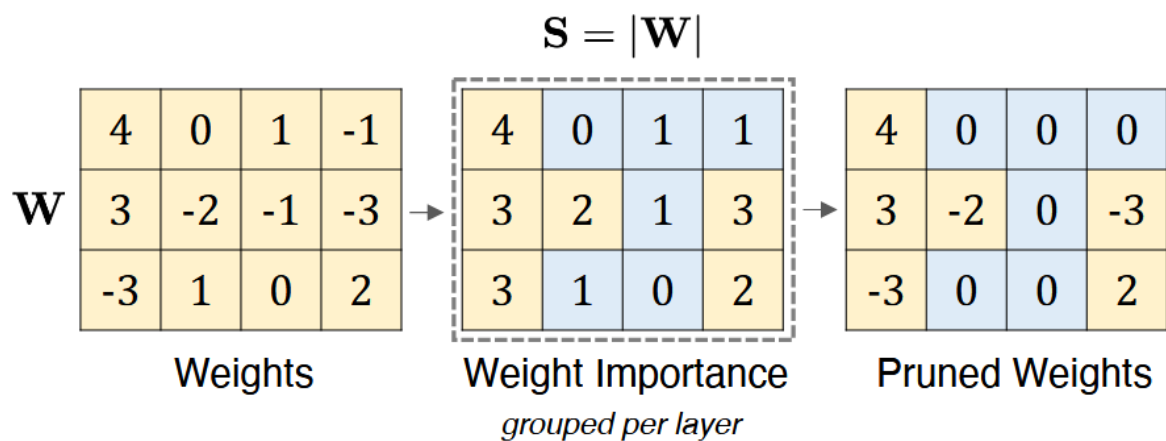 S = |W|
4 0 1 -1
3 -2 -1 -3
-3 1 0 2
W
4 0 1 1
3 2 1 3
3 1 0 2
4 0 0 0
3 -2 0 -3
-3 0 0 2
Weights
Weight Importance
grouped per layer
Pruned Weights